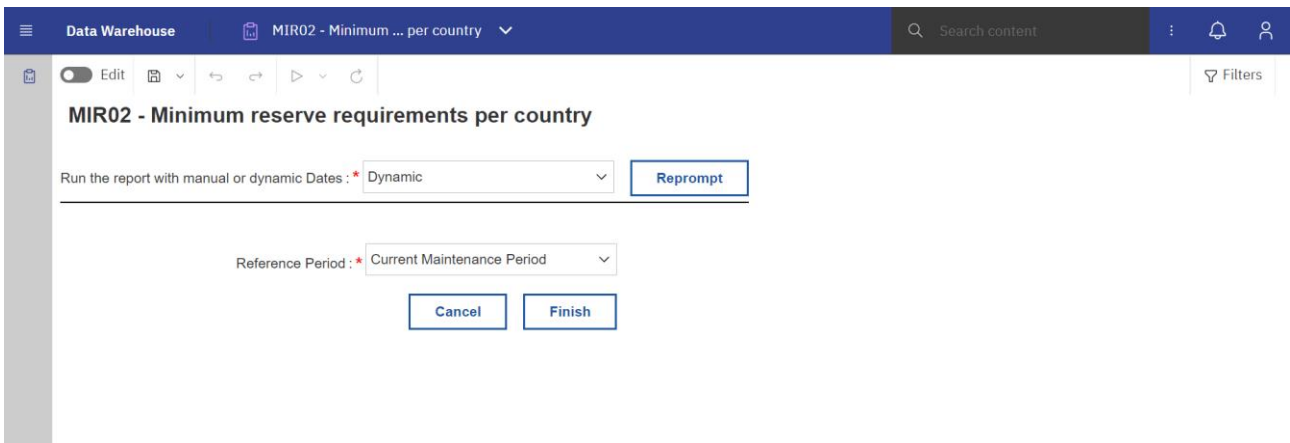 Data Warehouse MIR02 - Minimum ... per country Search content
Edit Filters
MIR02 - Minimum reserve requirements per country
Run the report with manual or dynamic Dates : * Dynamic Reprompt
Reference Period : * Current Maintenance Period
Cancel Finish